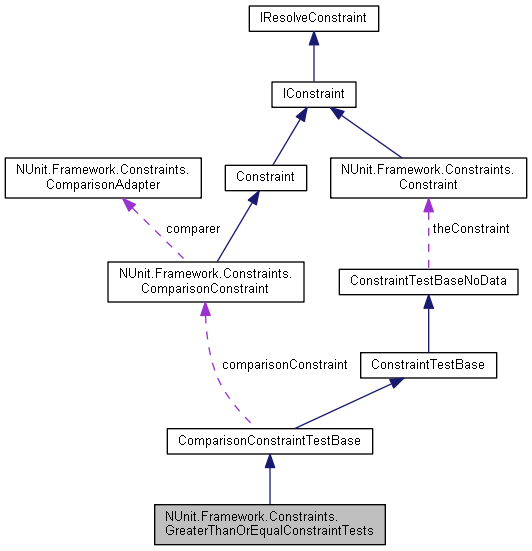 IResolveConstraint
IConstraint
NUnit.Framework.Constraints.
ComparisonAdapter
Constraint
NUnit.Framework.Constraints.
Constraint
comparer
theConstraint
NUnit.Framework.Constraints.
ComparisonConstraint
ConstraintTestBaseNoData
comparisonConstraint
ConstraintTestBase
ComparisonConstraintTestBase
NUnit.Framework.Constraints.
GreaterThanOrEqualConstraintTests